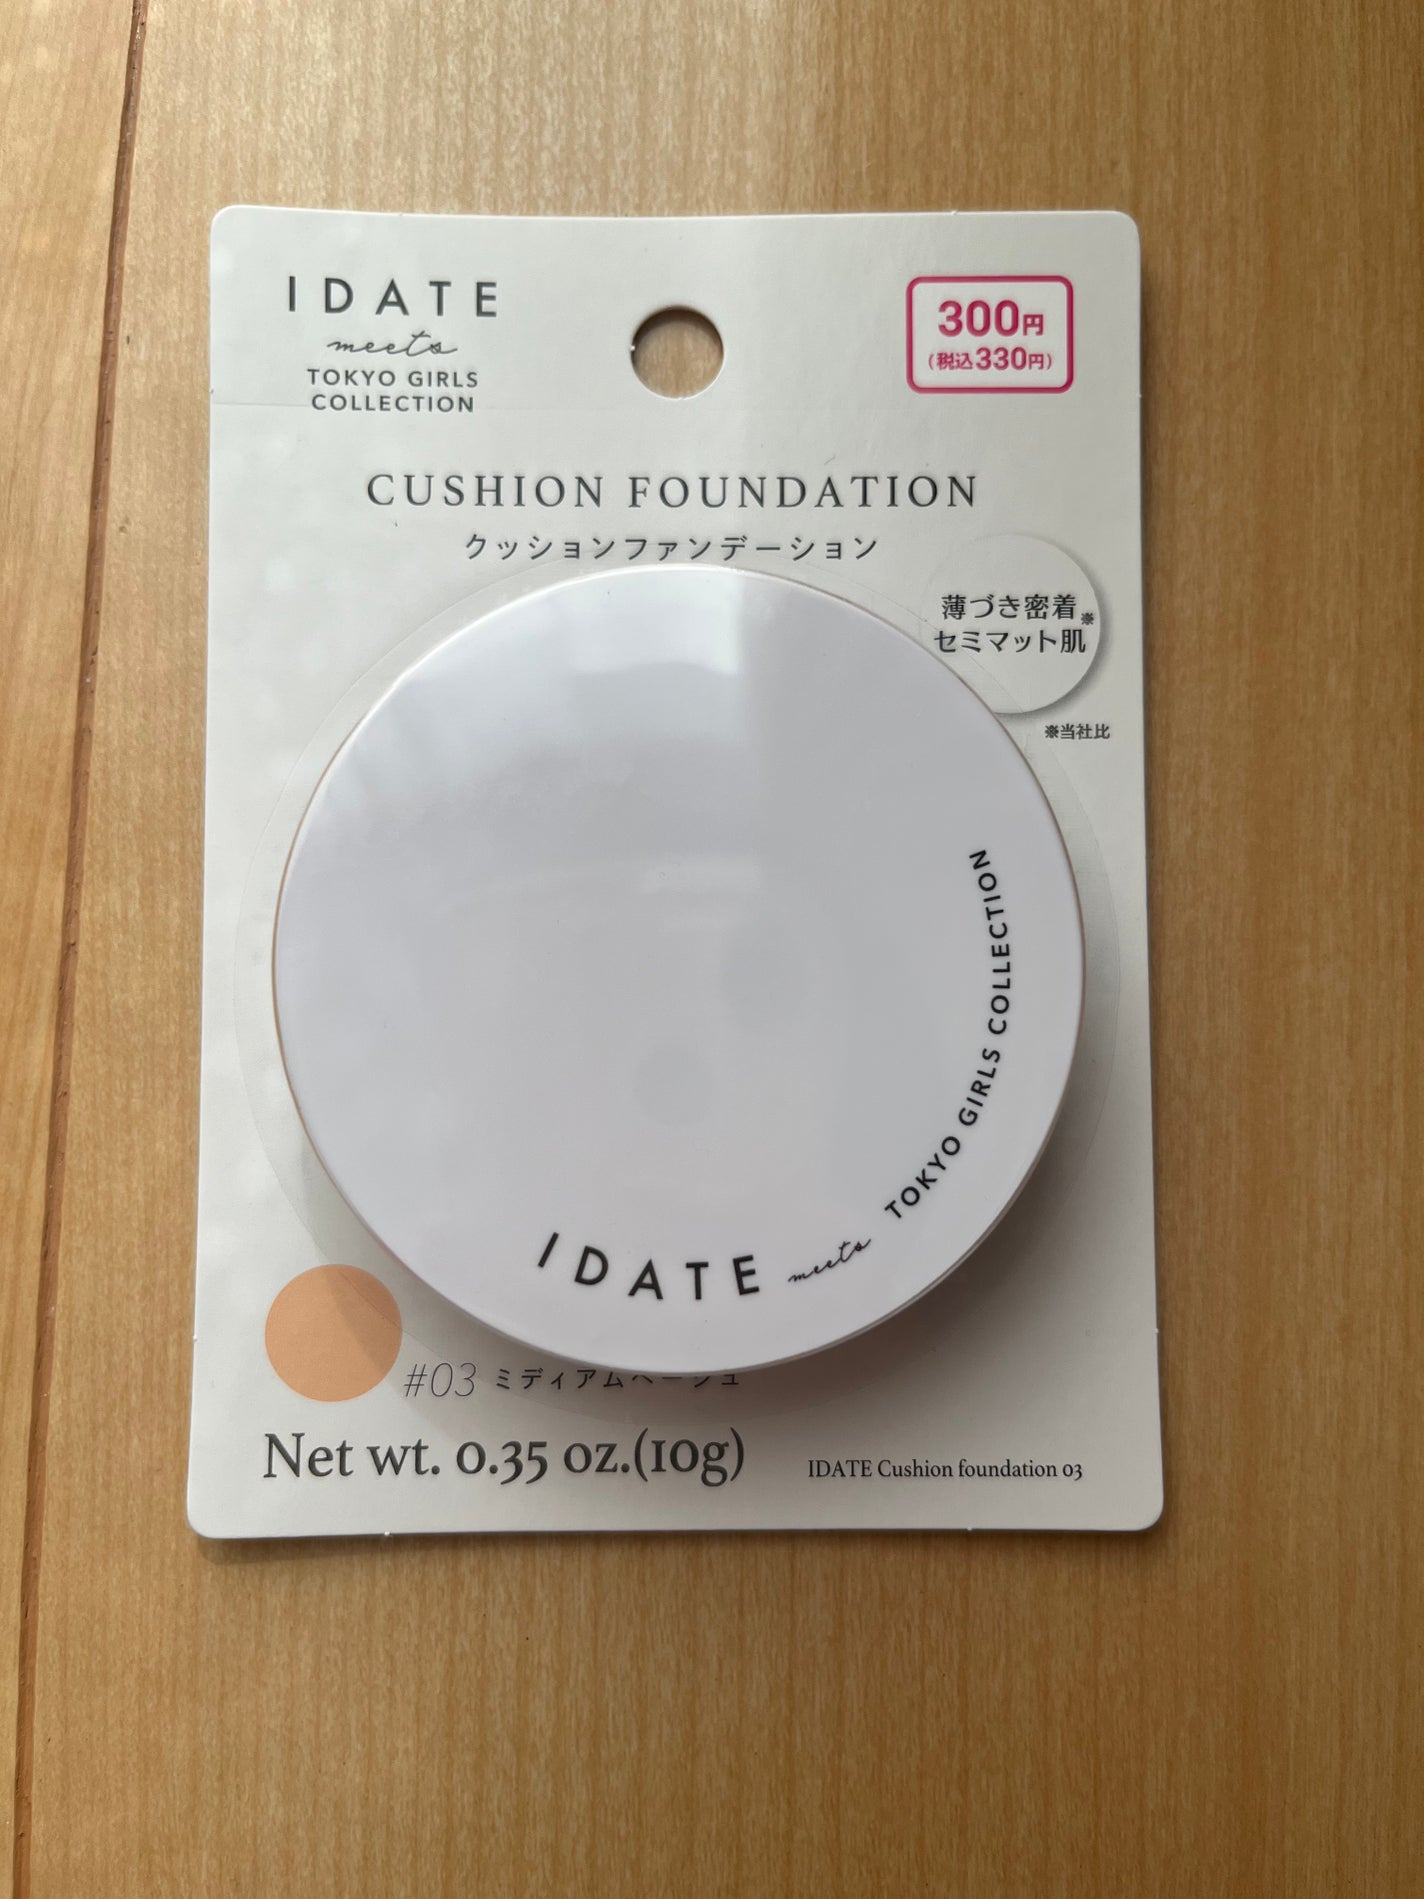 IDATE
meets
TOKYO GIRLS
COLLECTION
300円
(税込330円)
CUSHION FOUNDATION
クッションファンデーション
薄づき密着※
セミマット肌
※当社比
IDATE meets TOKYO GIRLS COLLECTION
#03 ミディアムベージュ
Net wt. 0.35 oz.(10g)
IDATE Cushion foundation 03